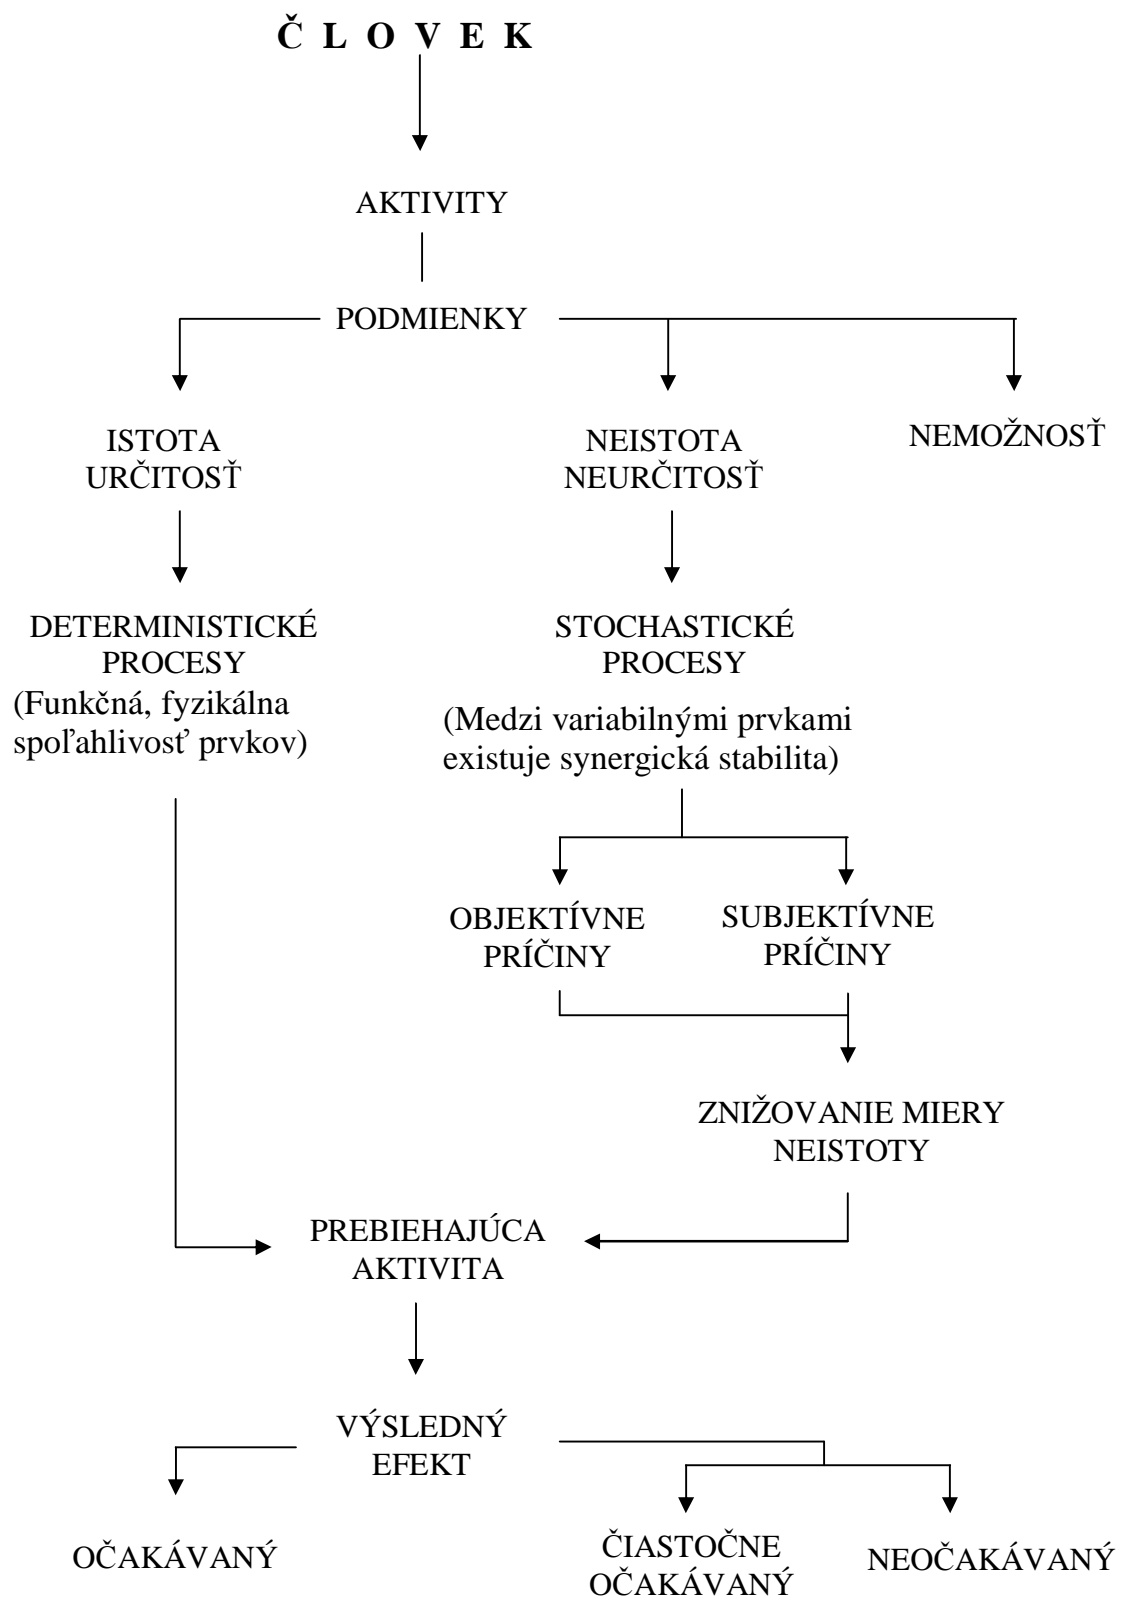 Č L O V E K
AKTIVITY
PODMIENKY
ISTOTA
URČITOSŤ
NEISTOTA
NEURČITOSŤ
NEMOŽNOSŤ
DETERMINISTICKÉ
PROCESY
(Funkčná, fyzikálna
spoľahlivosť prvkov)
STOCHASTICKÉ
PROCESY
(Medzi variabilnými prvkami
existuje synergická stabilita)
OBJEKTÍVNE
PRÍČINY
SUBJEKTÍVNE
PRÍČINY
ZNIŽOVANIE MIERY
NEISTOTY
PREBIEHAJÚCA
AKTIVITA
VÝSLEDNÝ
EFEKT
OČAKÁVANÝ
ČIASTOČNE
OČAKÁVANÝ
NEOČAKÁVANÝ